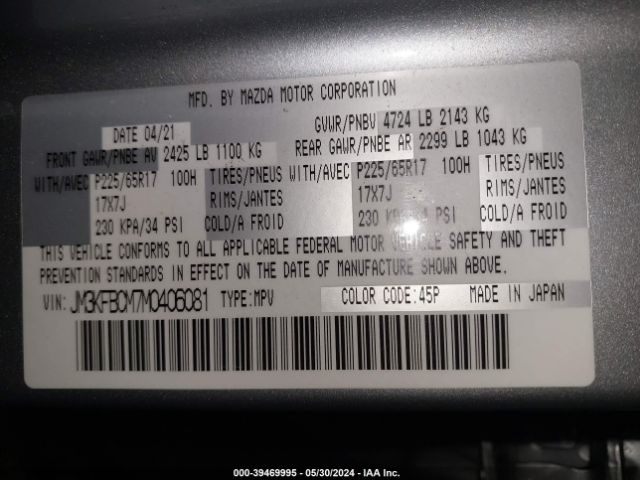 MFD. BY MAZDA MOTOR CORPORATION
DATE 04/21 GVWR/PNBV 4724 LB 2143 KG
FRONT GAWR/PNBE AV 2425 LB 1100 KG REAR GAWR/PNBE AR 2299 LB 1043 KG
WITH/AVEC P225/65R17 100H TIRES/PNEUS WITH/AVEC P225/65R17 100H TIRES/PNEUS
17X7J RIMS/JANTES 17X7J RIMS/JANTES
230 KPA/34 PSI COLD/A FROID 230 KPA/34 PSI COLD/A FROID
THIS VEHICLE CONFORMS TO ALL APPLICABLE FEDERAL MOTOR VEHICLE SAFETY AND THEFT
PREVENTION STANDARDS IN EFFECT ON THE DATE OF MANUFACTURE SHOWN ABOVE.
VIN: JM3KFBCM7M0406081 TYPE:MPV COLOR CODE:45P MADE IN JAPAN
000-39469995 - 05/30/2024 - IAA Corp.